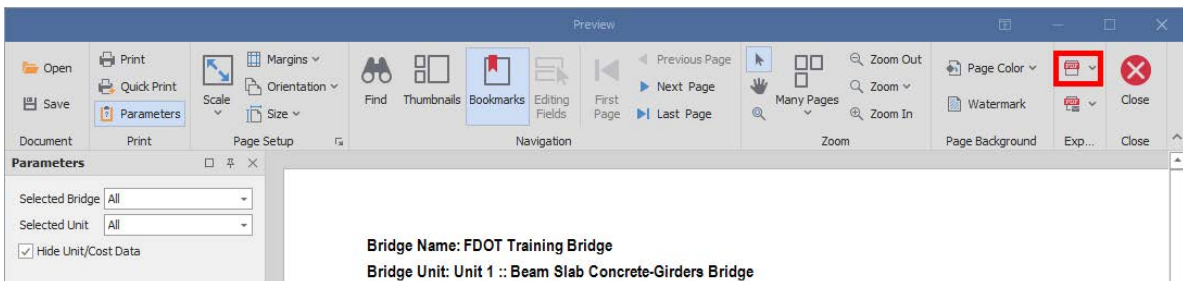 Preview
Open
Save
Document
Print
Quick Print
Parameters
Print
Scale
Margins
Orientation
Size
Page Setup
Find
Thumbnails
Bookmarks
Editing
Fields
First
Page
Previous Page
Next Page
Last Page
Navigation
Many Pages
Zoom Out
Zoom
Zoom In
Zoom
Page Color
Watermark
Page Background
PDF
PDF
Exp...
Close
Close
Parameters
Selected Bridge All
Selected Unit All
Hide Unit/Cost Data
Bridge Name: FDOT Training Bridge
Bridge Unit: Unit 1 :: Beam Slab Concrete-Girders Bridge